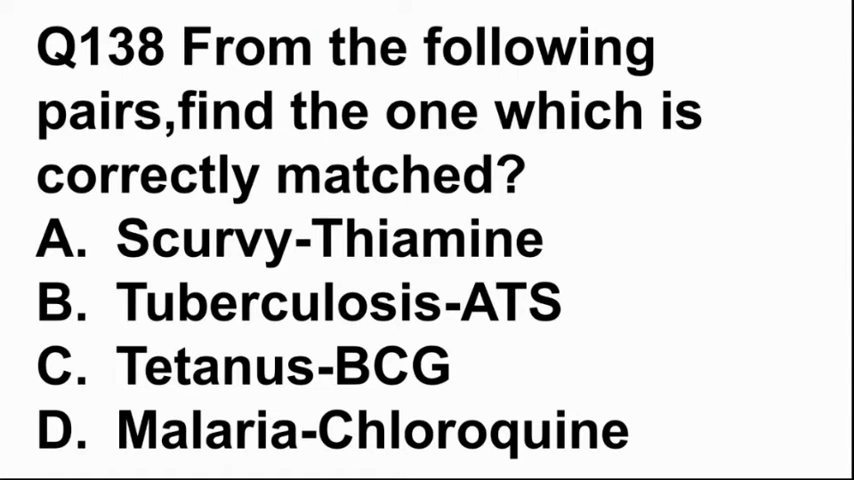 Q138 From the following
pairs,find the one which is
correctly matched?
A. Scurvy-Thiamine
B. Tuberculosis-ATS
C. Tetanus-BCG
D. Malaria-Chloroquine